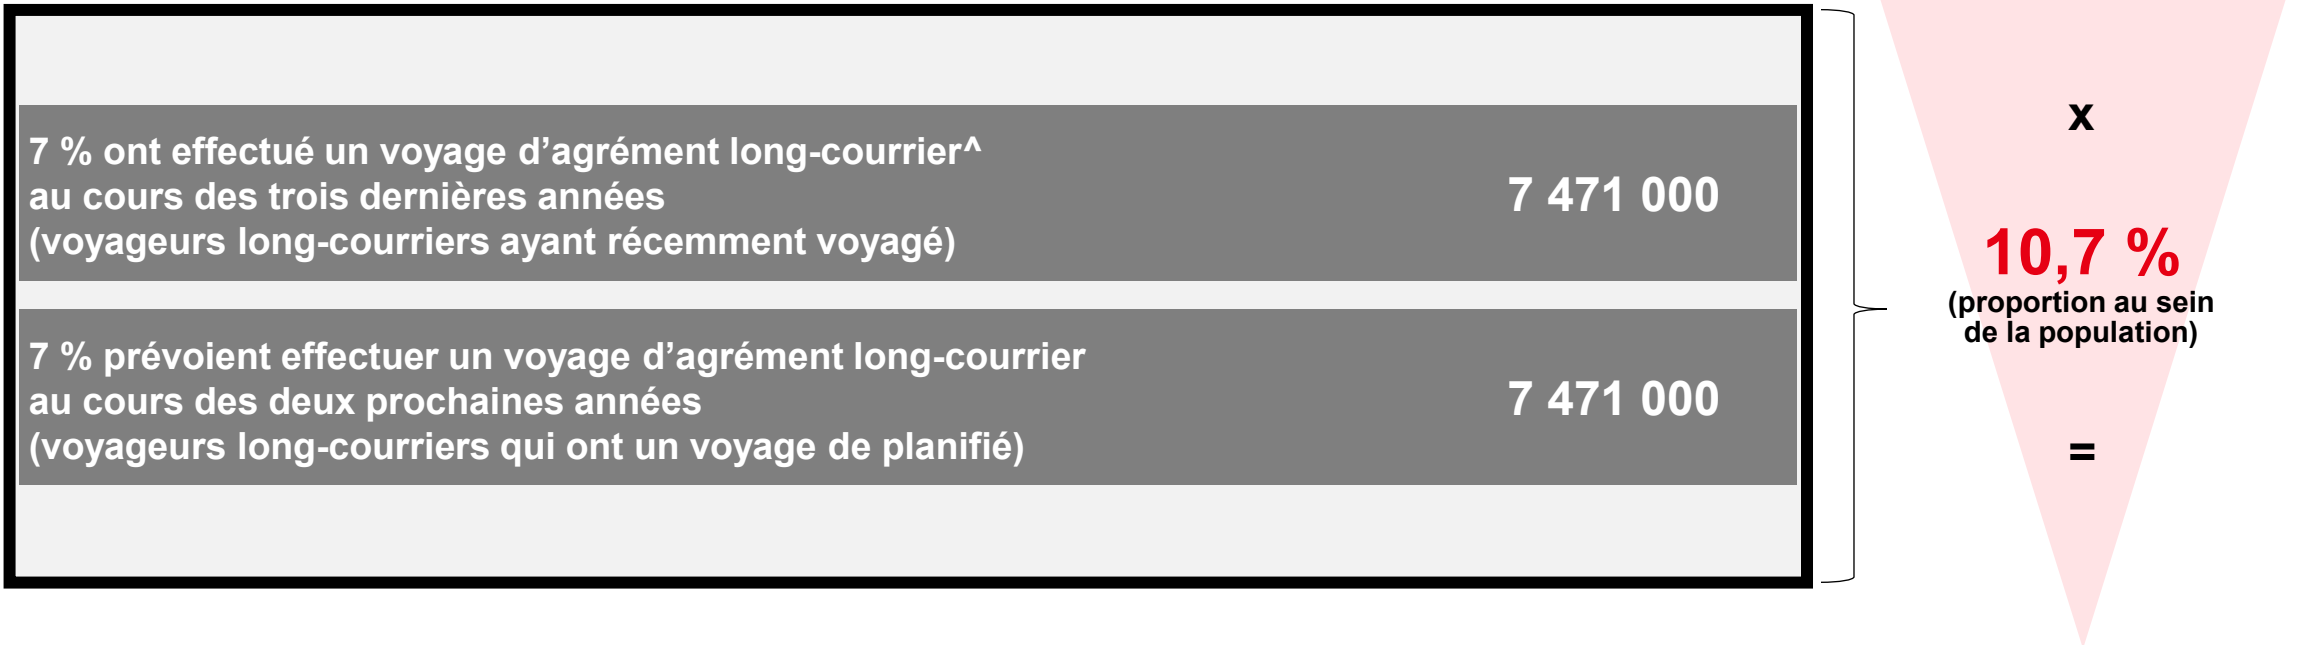 7 % ont effectué un voyage d’agrément long-courrier^
au cours des trois dernières années
(voyageurs long-courriers ayant récemment voyagé)
7 471 000
7 % prévoient effectuer un voyage d’agrément long-courrier
au cours des deux prochaines années
(voyageurs long-courriers qui ont un voyage de planifié)
7 471 000
x
10,7 %
(proportion au sein
de la population)
=